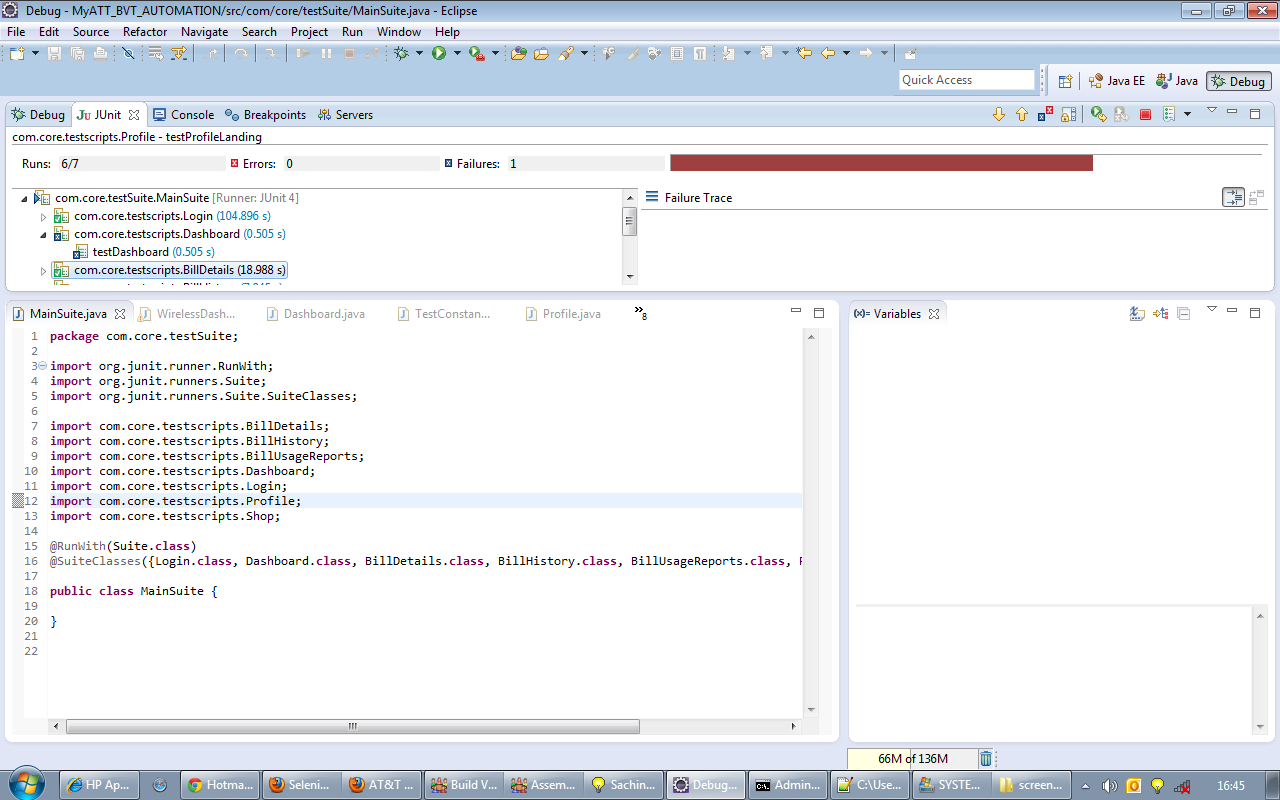 Debug - MyATT_BVT_AUTOMATION/src/com/core/testSuite/MainSuite.java - Eclipse
File Edit Source Refactor Navigate Search Project Run Window Help
Quick Access
Java EE
Java
Debug
Debug
JUnit
Console
Breakpoints
Servers
com.core.testscripts.Profile - testProfileLanding
Runs: 6/7
Errors: 0
Failures: 1
com.core.testSuite.MainSuite [Runner: JUnit 4]
com.core.testscripts.Login (104.896 s)
com.core.testscripts.Dashboard (0.505 s)
testDashboard (0.505 s)
com.core.testscripts.BillDetails (18.988 s)
Failure Trace
MainSuite.java
WirelessDash...
Dashboard.java
TestConstan...
Profile.java
»8
1 package com.core.testSuite;
2
3 import org.junit.runner.RunWith;
4 import org.junit.runners.Suite;
5 import org.junit.runners.Suite.SuiteClasses;
6
7 import com.core.testscripts.BillDetails;
8 import com.core.testscripts.BillHistory;
9 import com.core.testscripts.BillUsageReports;
10 import com.core.testscripts.Dashboard;
11 import com.core.testscripts.Login;
12 import com.core.testscripts.Profile;
13 import com.core.testscripts.Shop;
14
15 @RunWith(Suite.class)
16 @SuiteClasses({Login.class, Dashboard.class, BillDetails.class, BillHistory.class, BillUsageReports.class,
17
18 public class MainSuite {
19
20 }
21
22
(x)= Variables
66M of 136M
HP Ap...
Hotma...
Seleni...
AT&T ...
Build V...
Assem...
Sachin...
Debug...
Admin...
C:\Use...
SYSTE...
screen...
16:45